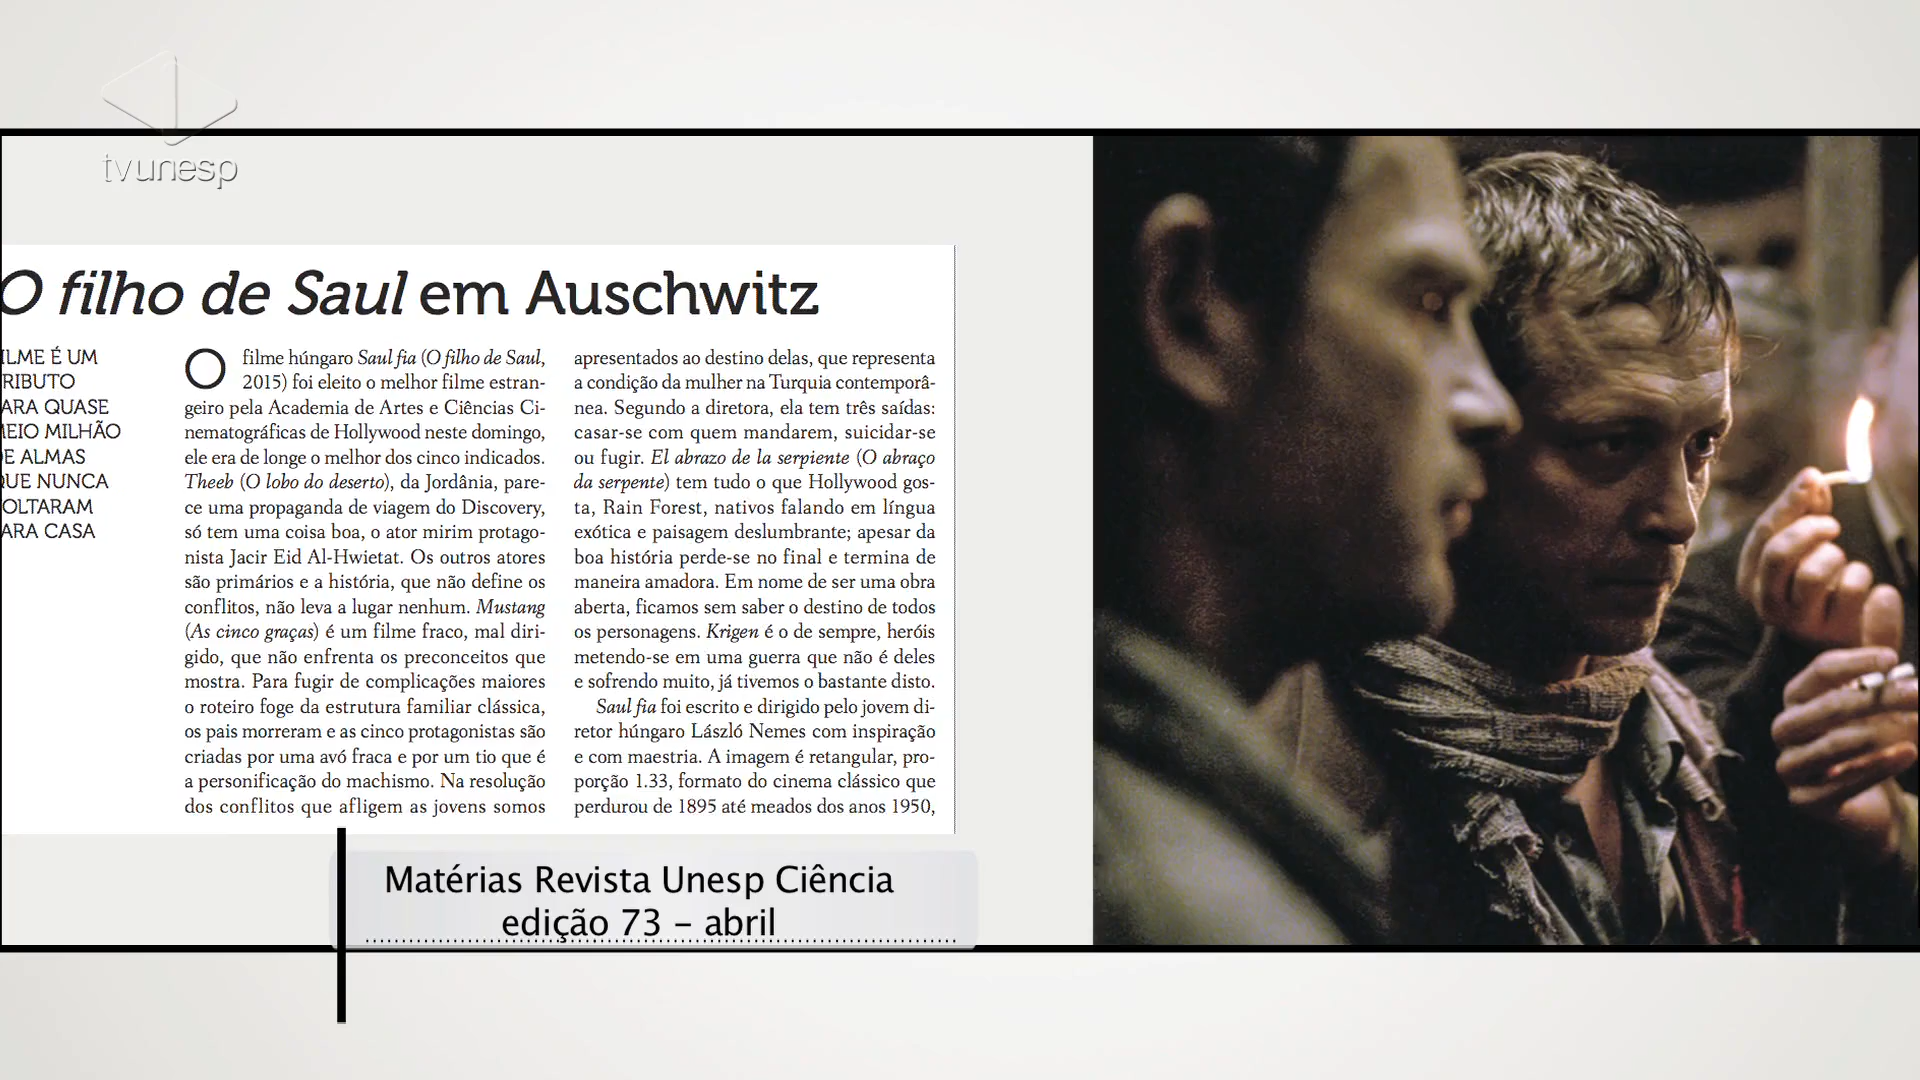 tvunesp
O filho de Saul em Auschwitz
ILME É UM
RIBUTO
ARA QUASE
EIO MILHÃO
E ALMAS
UE NUNCA
OLTARAM
ARA CASA
O filme húngaro Saul fia (O filho de Saul,
2015) foi eleito o melhor filme estran-
geiro pela Academia de Artes e Ciências Ci-
nematográficas de Hollywood neste domingo,
ele era de longe o melhor dos cinco indicados.
Theeb (O lobo do deserto), da Jordânia, pare-
ce uma propaganda de viagem do Discovery,
só tem uma coisa boa, o ator mirim protago-
nista Jacir Eid Al-Hwietat. Os outros atores
são primários e a história, que não define os
conflitos, não leva a lugar nenhum. Mustang
(As cinco graças) é um filme fraco, mal diri-
gido, que não enfrenta os preconceitos que
mostra. Para fugir de complicações maiores
o roteiro foge da estrutura familiar clássica,
os pais morreram e as cinco protagonistas são
criadas por uma avó fraca e por um tio que é
a personificação do machismo. Na resolução
dos conflitos que afligem as jovens somos
apresentados ao destino delas, que representa
a condição da mulher na Turquia contemporâ-
nea. Segundo a diretora, ela tem três saídas:
casar-se com quem mandarem, suicidar-se
ou fugir. El abrazo de la serpiente (O abraço
da serpente) tem tudo o que Hollywood gos-
ta, Rain Forest, nativos falando em língua
exótica e paisagem deslumbrante; apesar da
boa história perde-se no final e termina de
maneira amadora. Em nome de ser uma obra
aberta, ficamos sem saber o destino de todos
os personagens. Krigen é o de sempre, heróis
metendo-se em uma guerra que não é deles
e sofrendo muito, já tivemos o bastante disto.
Saul fia foi escrito e dirigido pelo jovem di-
retor húngaro László Nemes com inspiração
e com maestria. A imagem é retangular, pro-
porção 1.33, formato do cinema clássico que
perdurou de 1895 até meados dos anos 1950,
Matérias Revista Unesp Ciência
edição 73 – abril